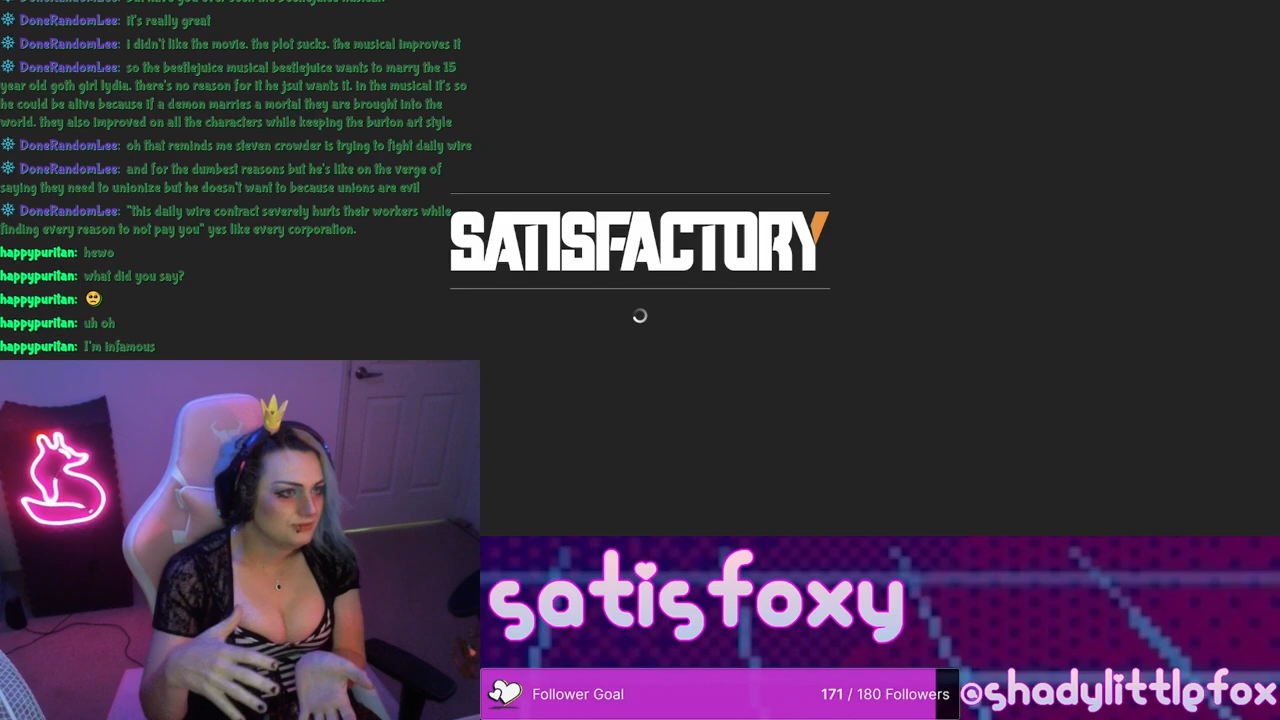 DoneRandomLee: it's really great
DoneRandomLee: i didn't like the movie. the plot sucks. the musical improves it
DoneRandomLee: so the beetlejuice musical beetlejuice wants to marry the 15
year old goth girl lydia. there's no reason for it he jsut wants it. in the musical it's so
he could be alive because if a demon marries a mortal they are brought into the
world. they also improved on all the characters while keeping the burton art style
DoneRandomLee: oh that reminds me steven crowder is trying to fight daily wire
DoneRandomLee: and for the dumbest reasons but he's like on the verge of
saying they need to unionize but he doesn't want to because unions are evil
DoneRandomLee: "this daily wire contract severely hurts their workers while
finding every reason to not pay you" yes like every corporation.
happypuritan: hewo
happypuritan: what did you say?
happypuritan: 🥺
happypuritan: uh oh
happypuritan: I'm infamous
SATISFACTORY
satisfoxy
Follower Goal
171 / 180 Followers
@shadylittlefox